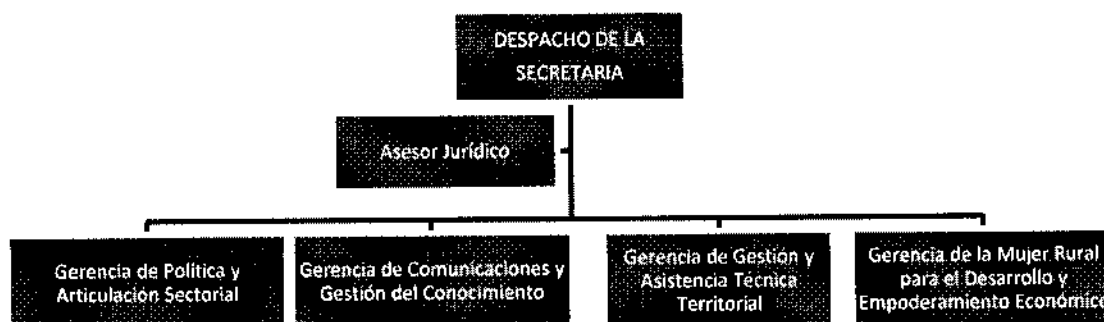 DESPACHO DE LA
SECRETARIA
Asesor Jurídico
Gerencia de Política y
Articulación Sectorial
Gerencia de Comunicaciones y
Gestión del Conocimiento
Gerencia de Gestión y
Asistencia Técnica
Territorial
Gerencia de la Mujer Rural
para el Desarrollo y
Empoderamiento Económico